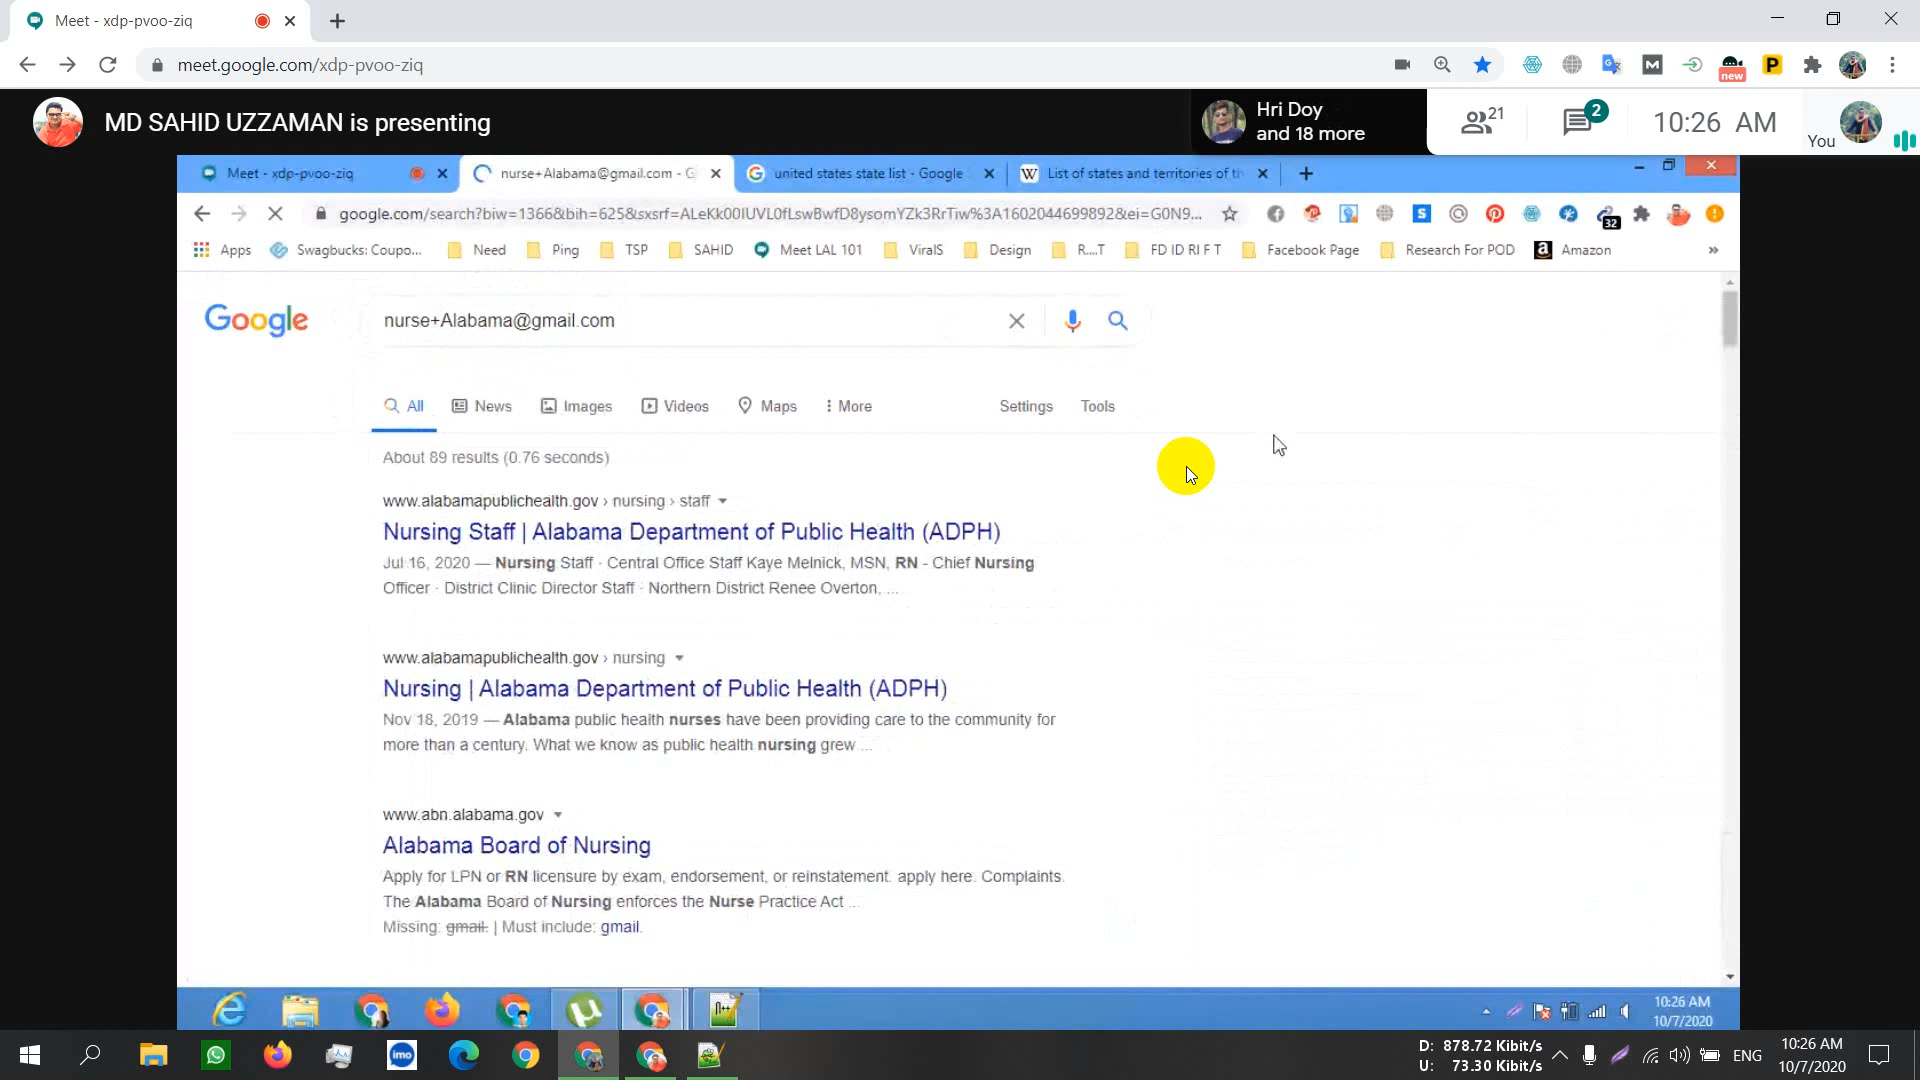 Meet - xdp-pvoo-ziq
meet.google.com/xdp-pvoo-ziq
new
MD SAHID UZZAMAN is presenting
Hri Doy
and 18 more
21
2
10:26 AM
You
Meet - xdp-pvoo-ziq
nurse+Alabama@gmail.com - G
united states state list - Google
List of states and territories of th
google.com/search?biw=1366&bih=625&sxsrf=ALeKk00IUVL0fLswBwfD8ysomYZk3RrTiw%3A1602044699892&ei=G0N9...
32
Apps
Swagbucks: Coupo...
Need
Ping
TSP
SAHID
Meet LAL 101
ViralS
Design
R....T
FD ID RI F T
Facebook Page
Research For POD
Amazon
»
Google
nurse+Alabama@gmail.com
All
News
Images
Videos
Maps
More
Settings
Tools
About 89 results (0.76 seconds)
www.alabamapublichealth.gov › nursing › staff
Nursing Staff | Alabama Department of Public Health (ADPH)
Jul 16, 2020 — Nursing Staff · Central Office Staff Kaye Melnick, MSN, RN - Chief Nursing
Officer · District Clinic Director Staff · Northern District Renee Overton, ...
www.alabamapublichealth.gov › nursing
Nursing | Alabama Department of Public Health (ADPH)
Nov 18, 2019 — Alabama public health nurses have been providing care to the community for
more than a century. What we know as public health nursing grew ...
www.abn.alabama.gov
Alabama Board of Nursing
Apply for LPN or RN licensure by exam, endorsement, or reinstatement. apply here. Complaints.
The Alabama Board of Nursing enforces the Nurse Practice Act ...
Missing: gmail. | Must include: gmail.
10:26 AM
10/7/2020
imo
D: 878.72 Kibit/s
U: 73.30 Kibit/s
ENG
10:26 AM
10/7/2020